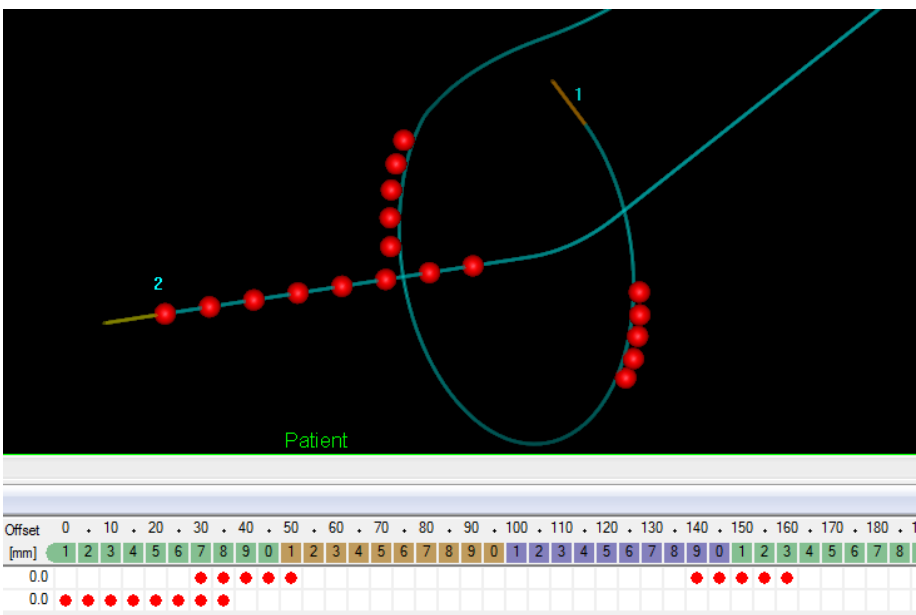 1
2
Patient
Offset 0 . 10 . 20 . 30 . 40 . 50 . 60 . 70 . 80 . 90 . 100 . 110 . 120 . 130 . 140 . 150 . 160 . 170 . 180 . 1
[mm] 1 2 3 4 5 6 7 8 9 0 1 2 3 4 5 6 7 8 9 0 1 2 3 4 5 6 7 8 9 0 1 2 3 4 5 6 7 8
0.0
0.0